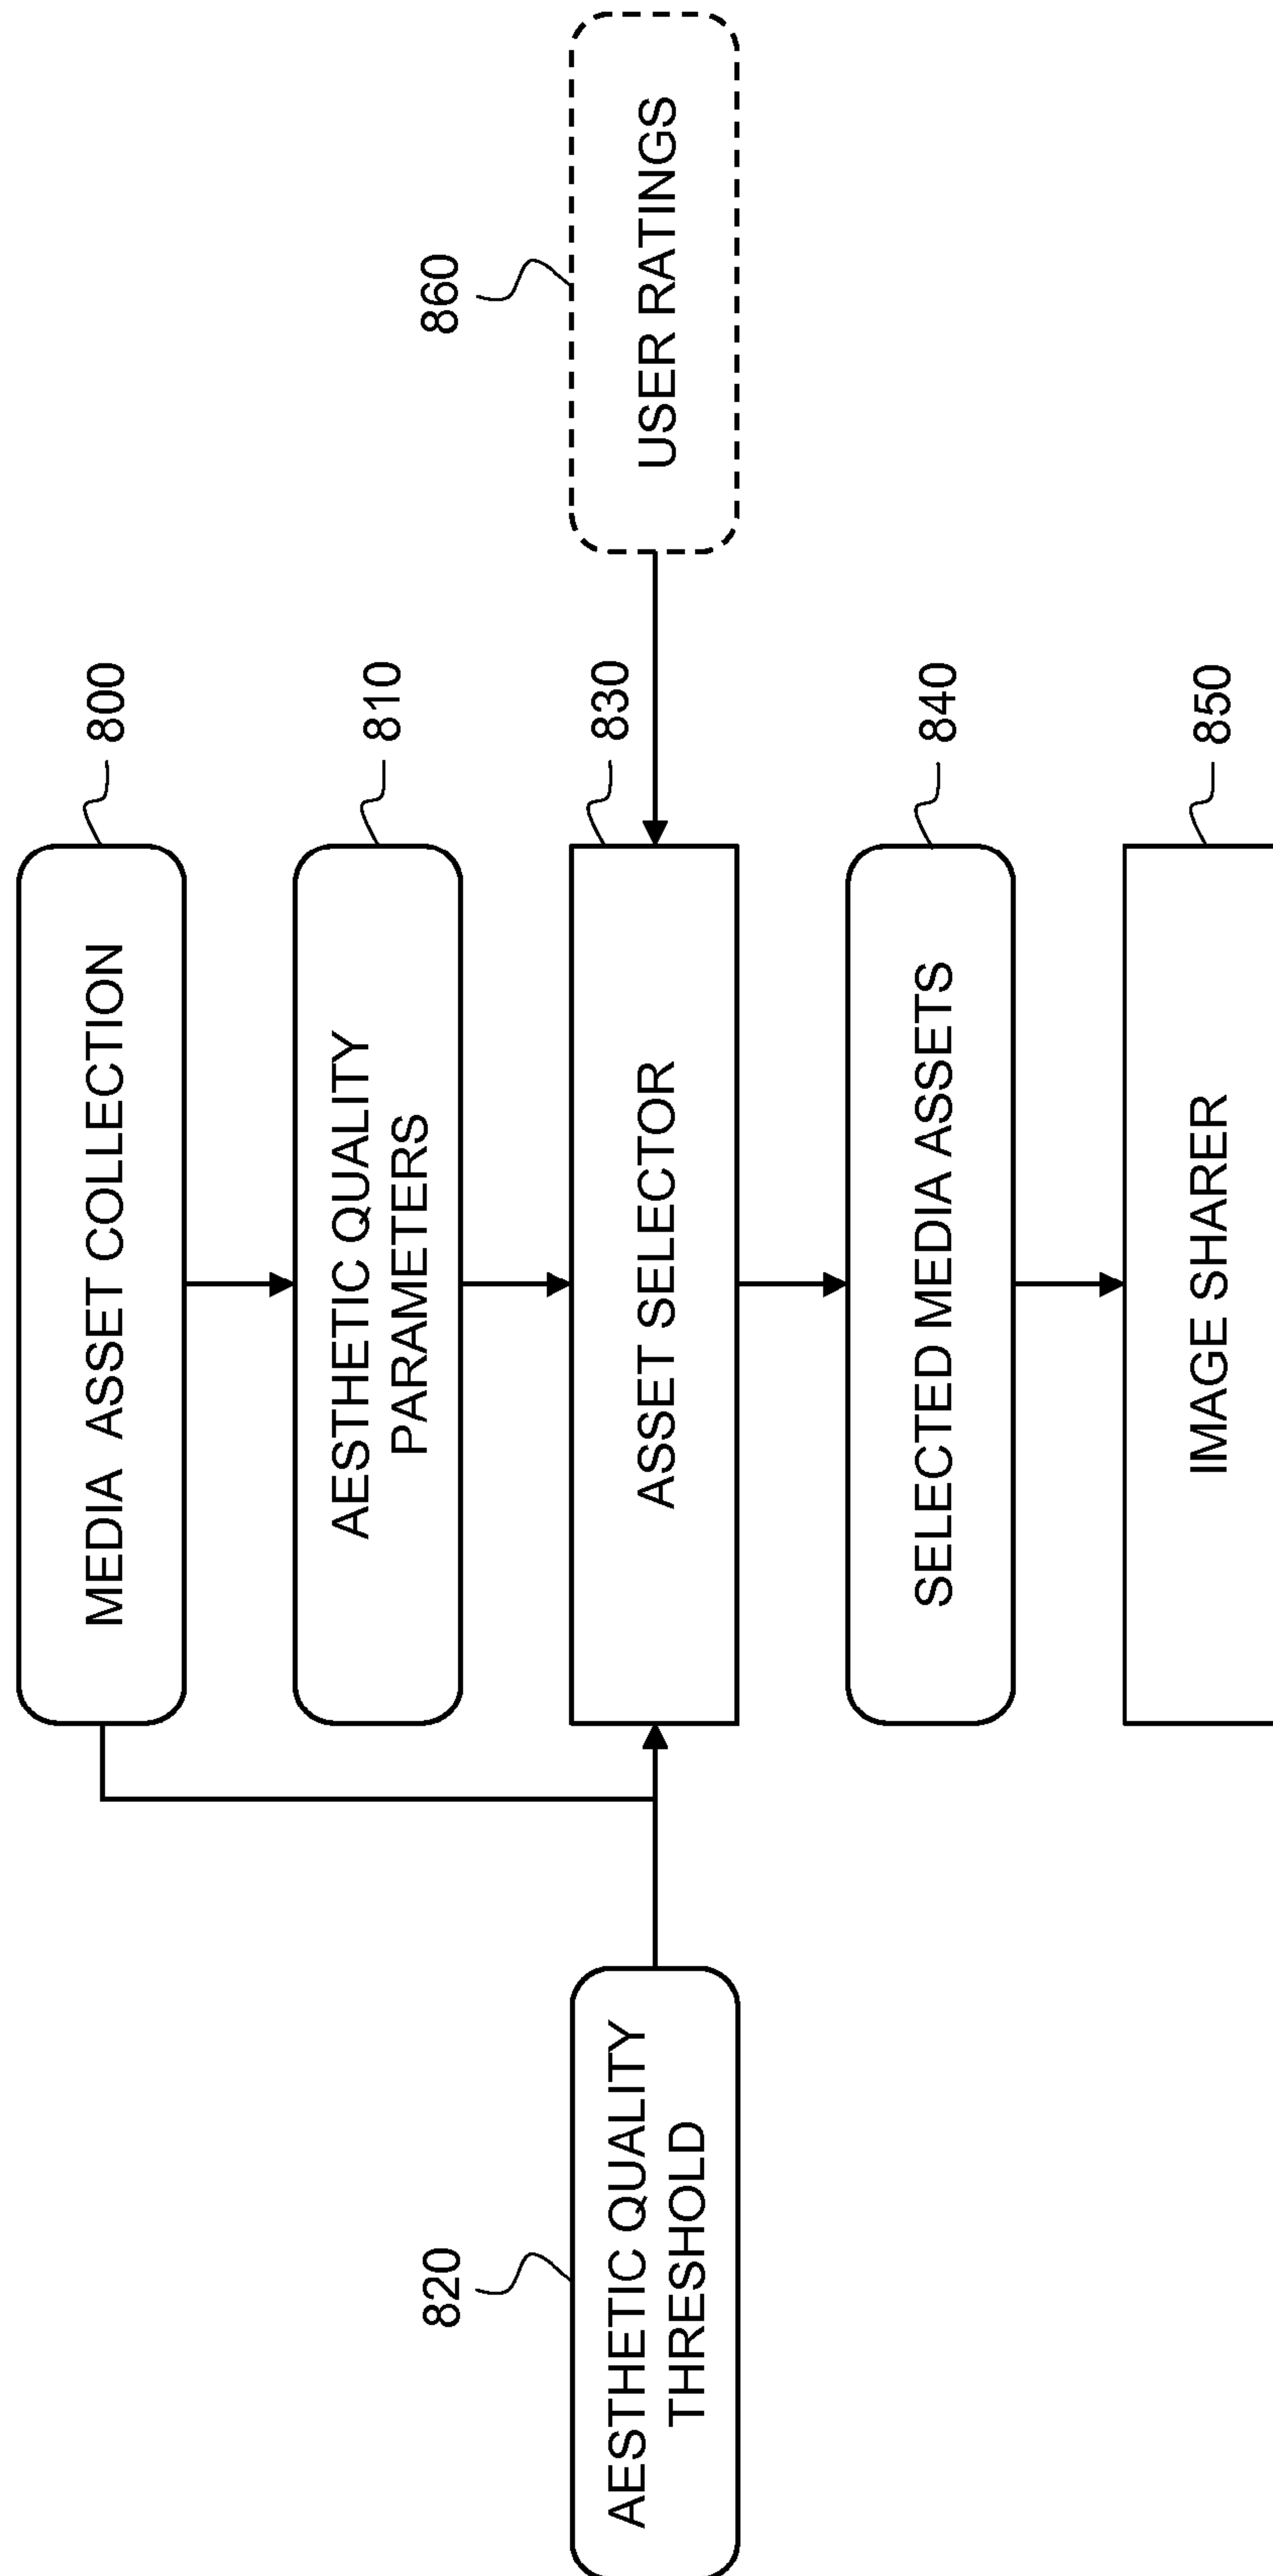 MEDIA ASSET COLLECTION
800
AESTHETIC QUALITY
PARAMETERS
810
AESTHETIC QUALITY
THRESHOLD
820
ASSET SELECTOR
830
USER RATINGS
860
SELECTED MEDIA ASSETS
840
IMAGE SHARER
850